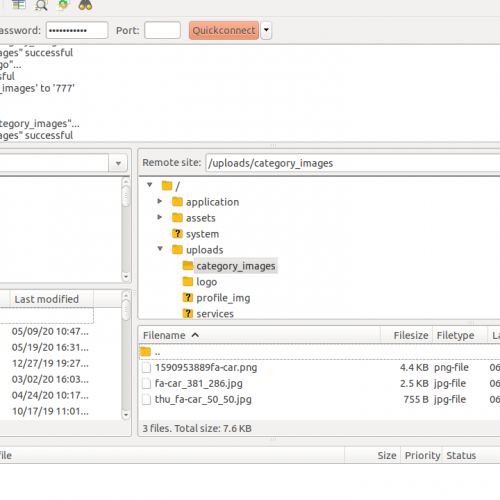 assword: ••••••••••• Port: Quickconnect
ages" successful
go"...
sful
_images' to '777'
tegory_images"...
ages" successful
Remote site: /uploads/category_images
/
application
assets
? system
uploads
category_images
logo
? profile_img
? services
Last modified
05/09/20 10:47...
05/19/20 16:31...
12/27/19 19:27...
03/02/20 16:03...
04/24/20 10:17...
10/17/19 11:01...
Filename Filesize Filetype La
..
1590953889fa-car.png 4.4 KB png-file 06
fa-car_381_286.jpg 2.5 KB jpg-file 06
thu_fa-car_50_50.jpg 755 B jpg-file 06
3 files. Total size: 7.6 KB
file Size Priority Status